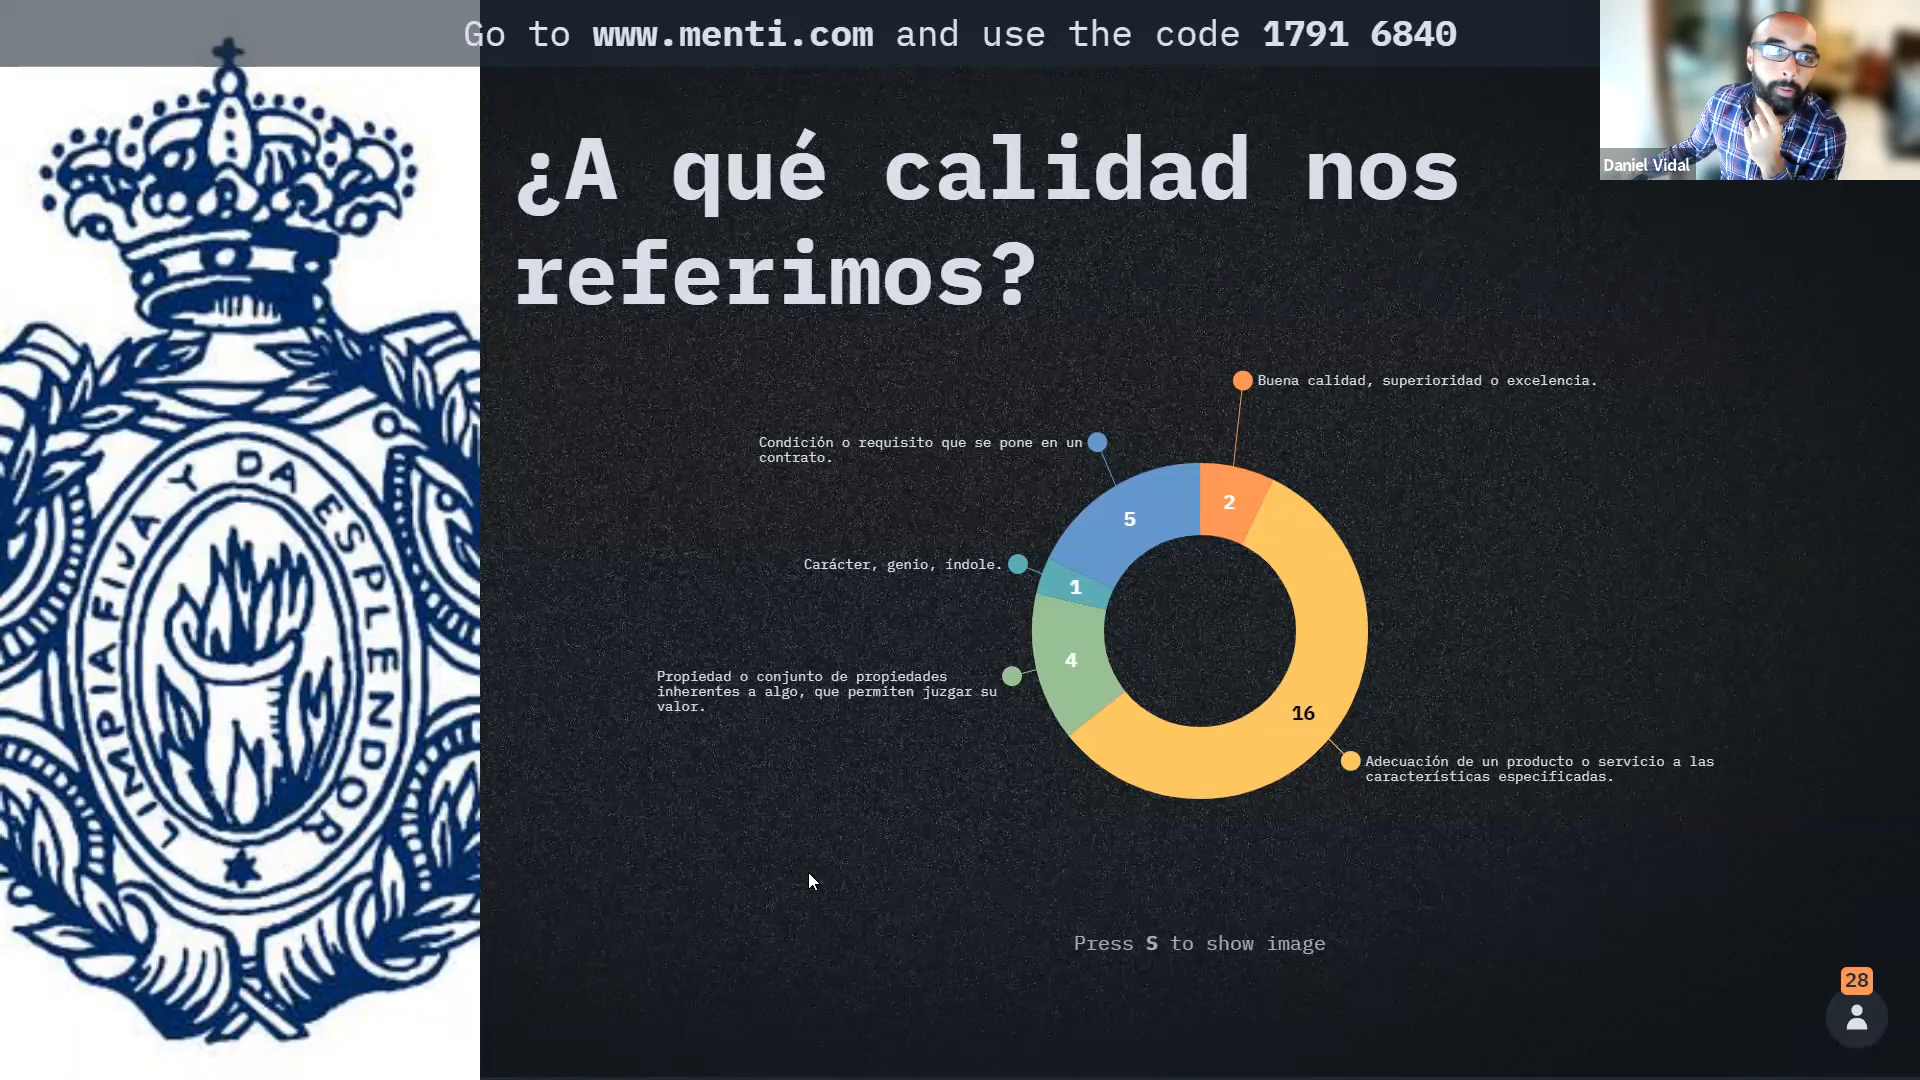 Go to www.menti.com and use the code 1791 6840
Daniel Vidal
¿A qué calidad nos
referimos?
Buena calidad, superioridad o excelencia.
Condición o requisito que se pone en un
contrato.
Carácter, genio, índole.
Propiedad o conjunto de propiedades
inherentes a algo, que permiten juzgar su
valor.
Adecuación de un producto o servicio a las
características especificadas.
2
5
1
4
16
LIMPIA FIJA Y DA ESPLENDOR
Press S to show image
28